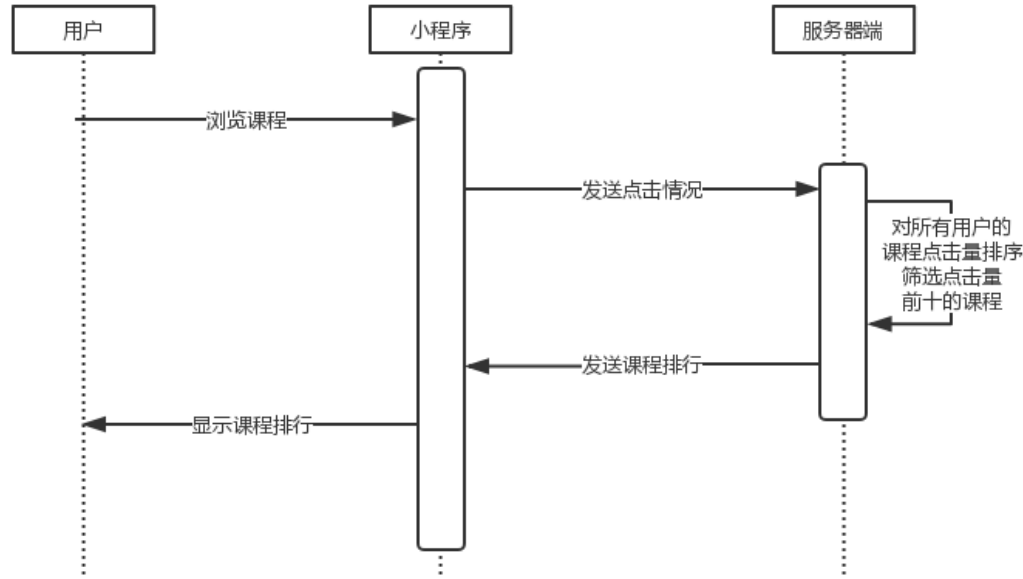 用户
小程序
服务器端
浏览课程
发送点击情况
对所有用户的
课程点击量排序
筛选点击量
前十的课程
发送课程排行
显示课程排行